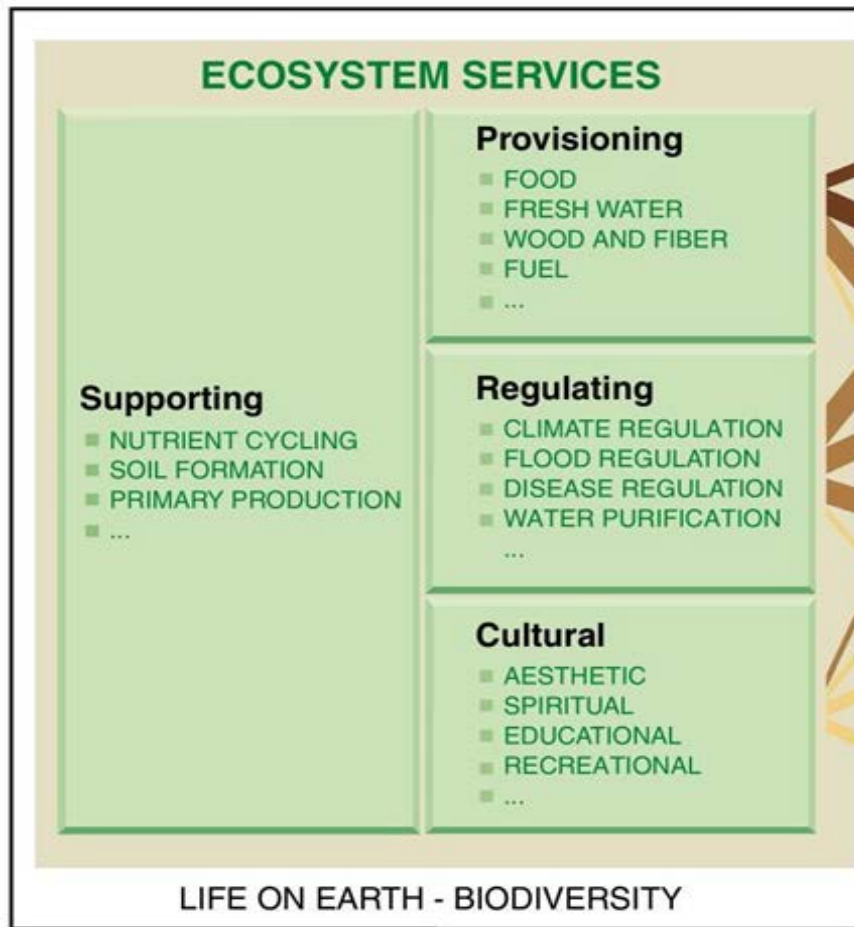 ECOSYSTEM SERVICES
Supporting
NUTRIENT CYCLING
SOIL FORMATION
PRIMARY PRODUCTION
...
Provisioning
FOOD
FRESH WATER
WOOD AND FIBER
FUEL
...
Regulating
CLIMATE REGULATION
FLOOD REGULATION
DISEASE REGULATION
WATER PURIFICATION
...
Cultural
AESTHETIC
SPIRITUAL
EDUCATIONAL
RECREATIONAL
...
LIFE ON EARTH - BIODIVERSITY